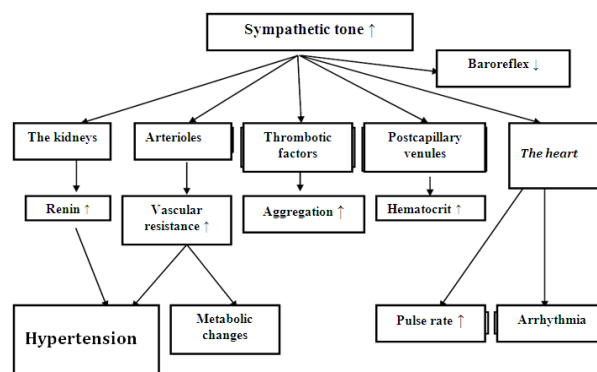 Sympathetic tone ↑
Baroreflex ↓
The kidneys
Arterioles
Thrombotic
factors
Postcapillary
venules
The heart
Renin ↑
Vascular
resistance ↑
Aggregation ↑
Hematocrit ↑
Hypertension
Metabolic
changes
Pulse rate ↑
Arrhythmia